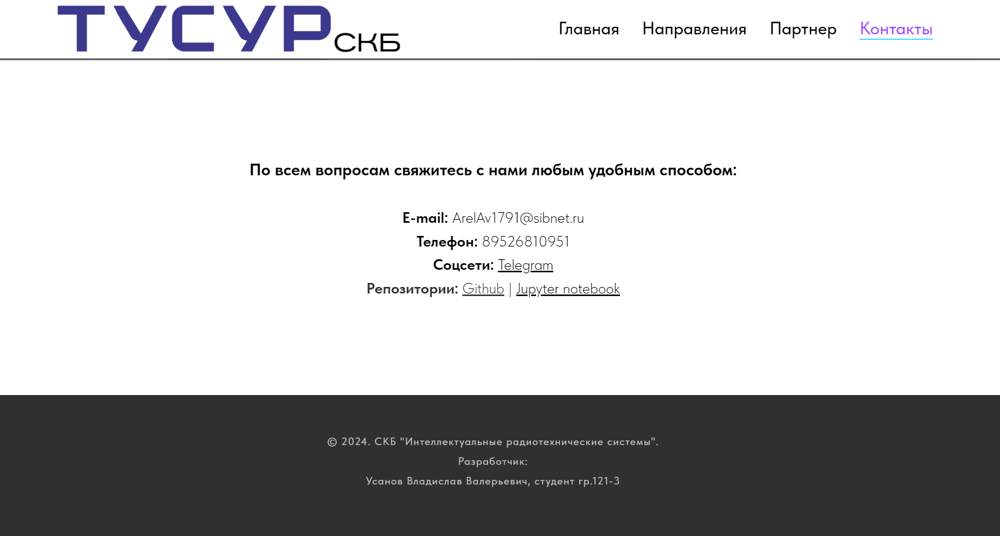 ТУСУР СКБ
Главная Направления Партнер Контакты
По всем вопросам свяжитесь с нами любым удобным способом:
E-mail: ArelAv1791@sibnet.ru
Телефон: 89526810951
Соцсети: Telegram
Репозитории: Github | Jupyter notebook
© 2024. СКБ "Интеллектуальные радиотехнические системы".
Разработчик:
Усанов Владислав Валерьевич, студент гр.121-3